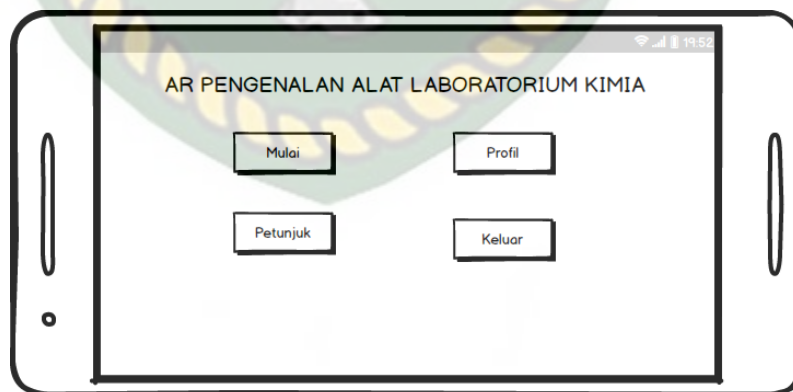 19:52
AR PENGENALAN ALAT LABORATORIUM KIMIA
Mulai
Profil
Petunjuk
Keluar